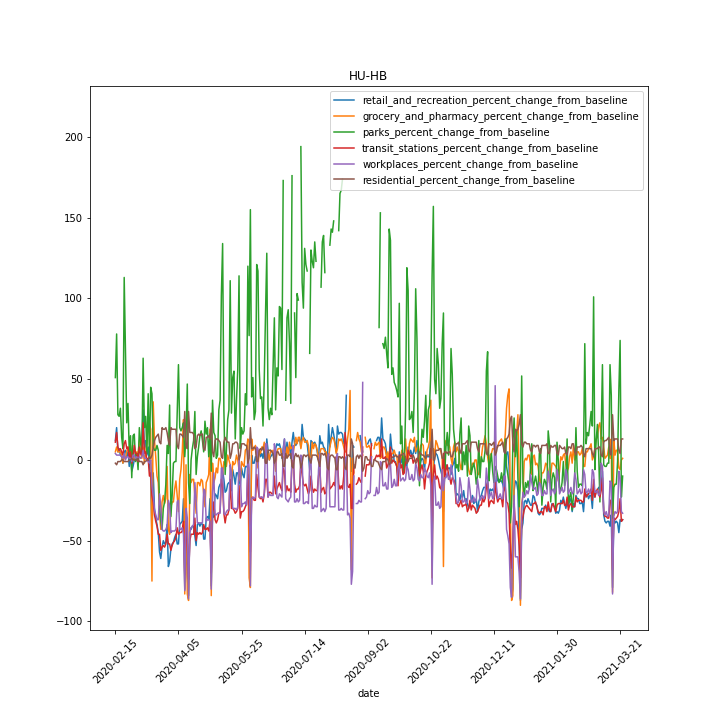 HU-HB
retail_and_recreation_percent_change_from_baseline
grocery_and_pharmacy_percent_change_from_baseline
parks_percent_change_from_baseline
transit_stations_percent_change_from_baseline
workplaces_percent_change_from_baseline
residential_percent_change_from_baseline
200
150
100
50
0
−50
−100
2020-02-15
2020-04-05
2020-05-25
2020-07-14
2020-09-02
2020-10-22
2020-12-11
2021-01-30
2021-03-21
date